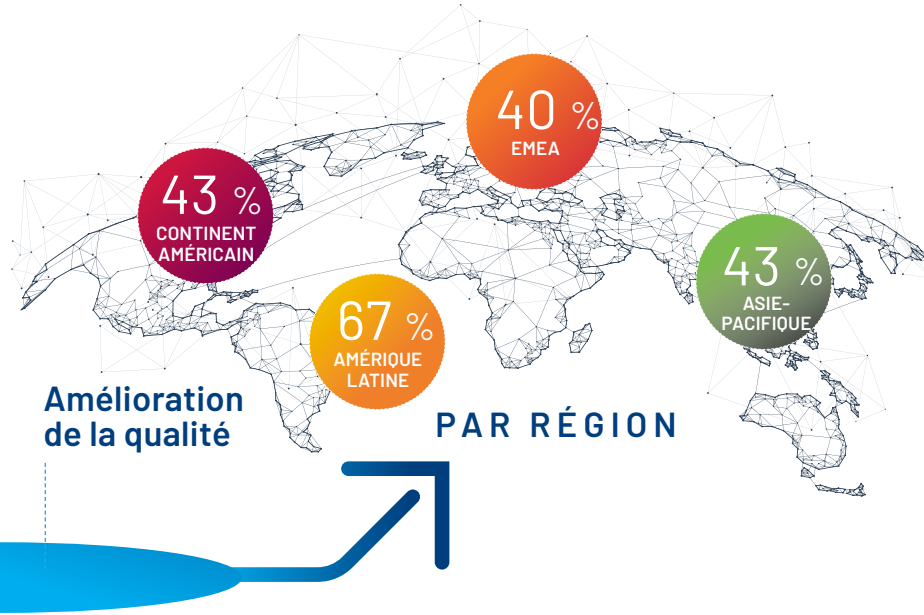 40 %
EMEA
43 %
CONTINENT
AMÉRICAIN
43 %
ASIE-
PACIFIQUE
67 %
AMÉRIQUE
LATINE
Amélioration
de la qualité
PAR RÉGION